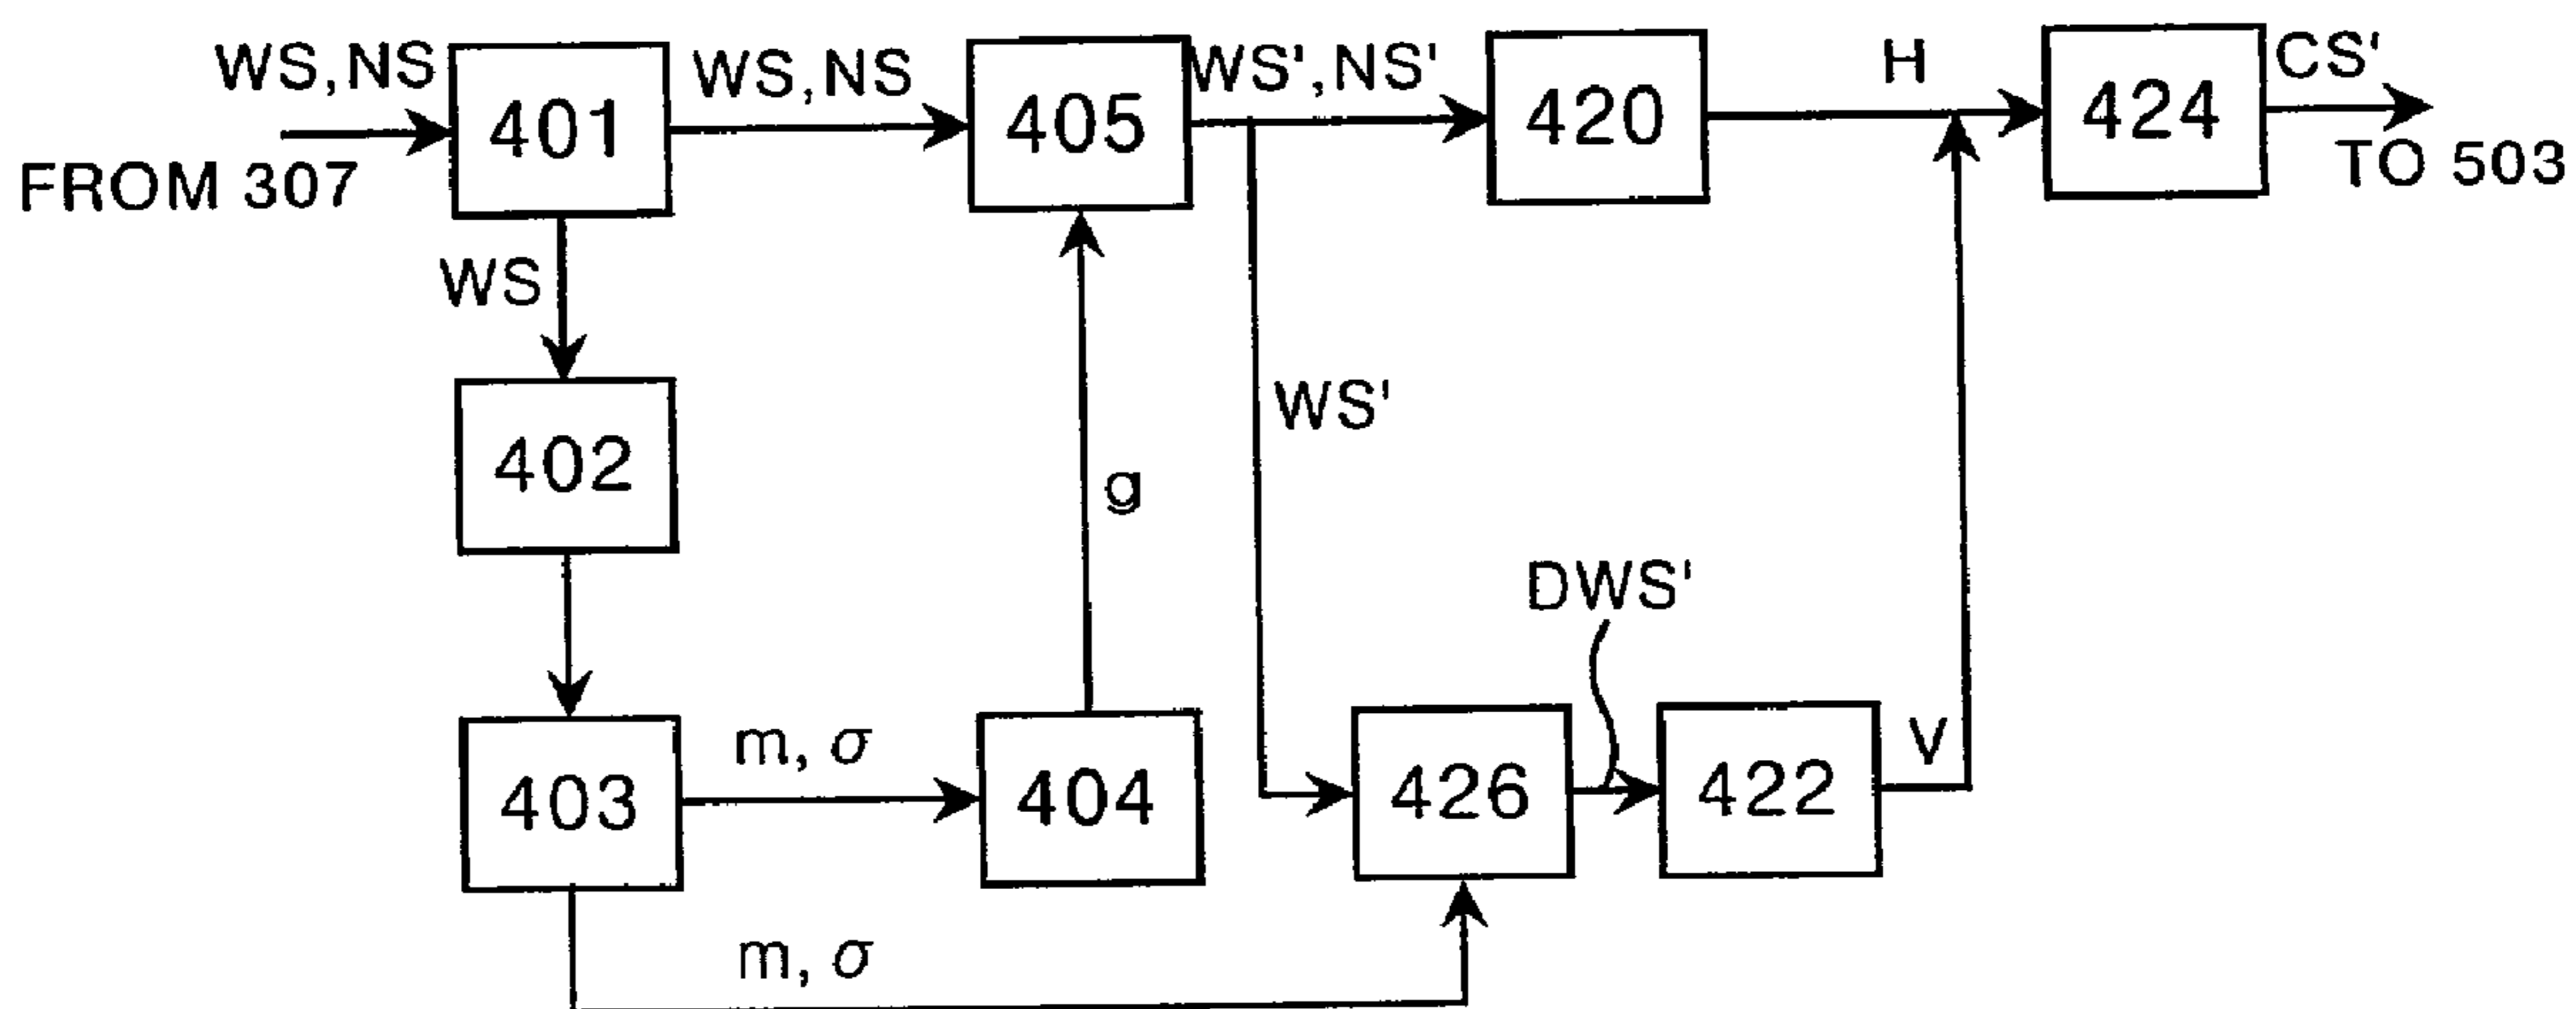 WS,NS
FROM 307
401
WS,NS
405
WS',NS'
420
H
424
CS'
TO 503
WS
402
WS'
g
DWS'
403
m, σ
404
426
422
V
m, σ